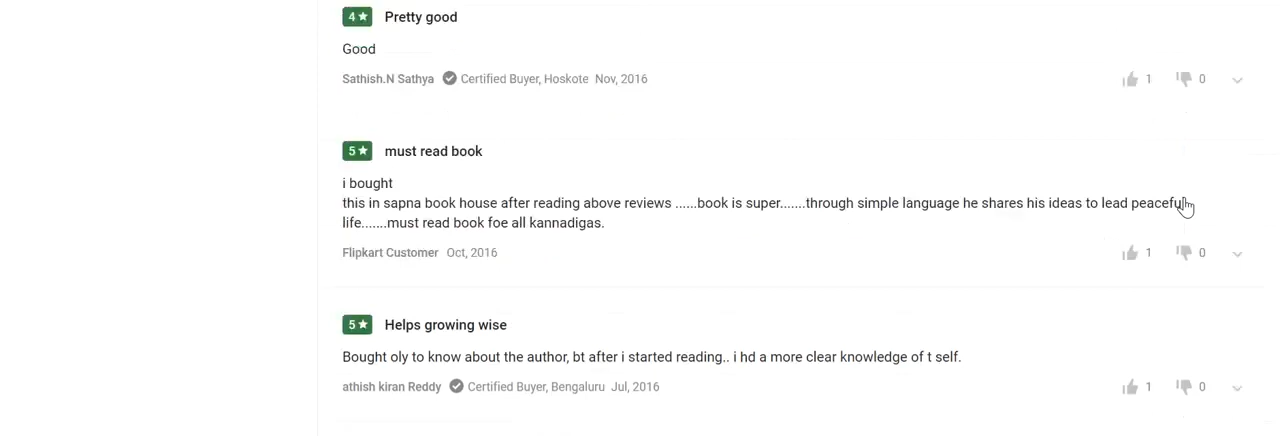 4★ Pretty good
Good
Sathish.N Sathya Certified Buyer, Hoskote Nov, 2016 1 0
5★ must read book
i bought
this in sapna book house after reading above reviews ......book is super.......through simple language he shares his ideas to lead peaceful
life.......must read book foe all kannadigas.
Flipkart Customer Oct, 2016 1 0
5★ Helps growing wise
Bought oly to know about the author, bt after i started reading.. i hd a more clear knowledge of t self.
athish kiran Reddy Certified Buyer, Bengaluru Jul, 2016 1 0